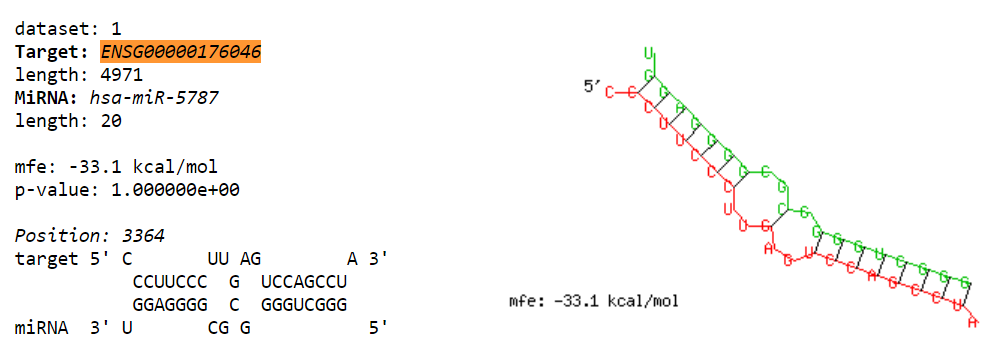 dataset: 1
Target: ENSG00000176046
length: 4971
MiRNA: hsa-miR-5787
length: 20
mfe: -33.1 kcal/mol
p-value: 1.000000e+00
Position: 3364
target 5' C       UU AG        A 3'
           CCUUCCC  G  UCCAGCCU
           GGAGGGG  C  GGGUCGGG
miRNA  3' U       CG G           5'
5'
C C C U U C C C U U G A G U C C A G C C U A
U G G A G G G G C G C G G G G U C G G G
mfe: -33.1 kcal/mol